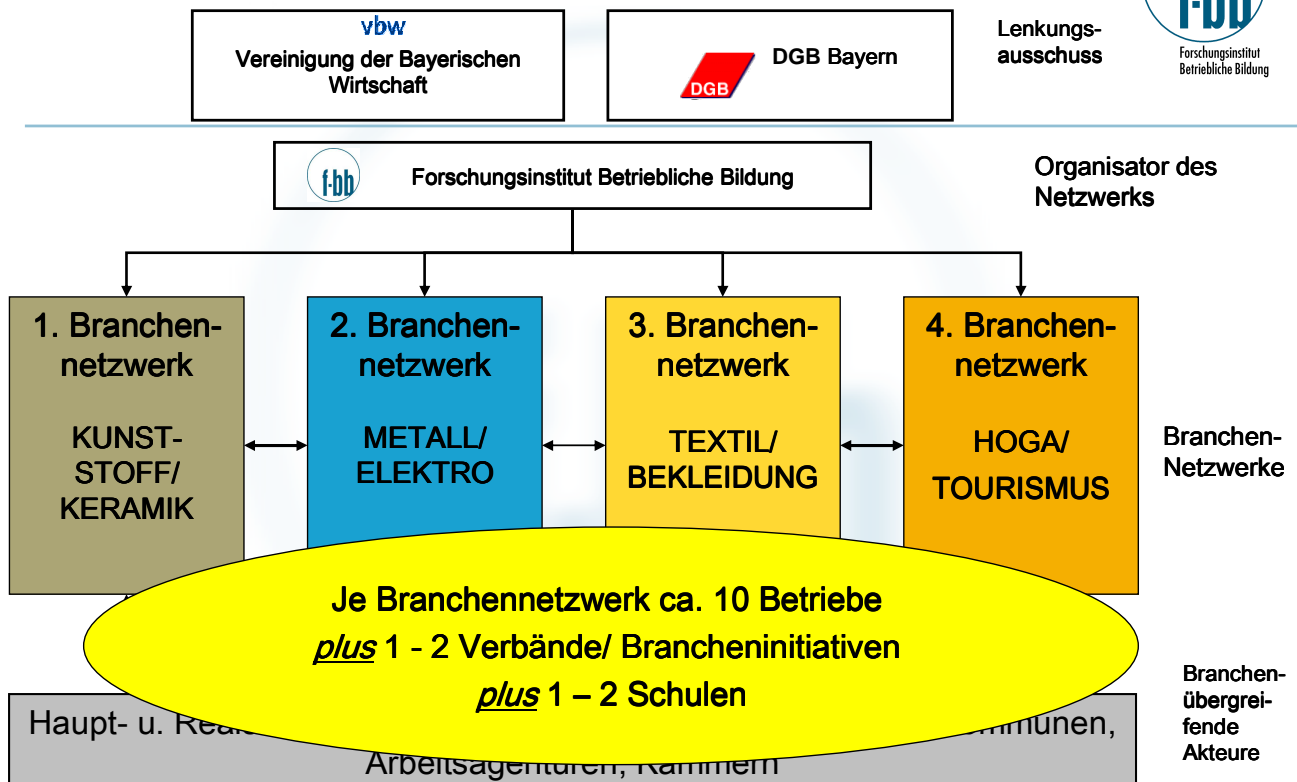 vbw
Vereinigung der Bayerischen
Wirtschaft
DGB
DGB Bayern
Lenkungs-
ausschuss
f-bb
Forschungsinstitut
Betriebliche Bildung
f-bb
Forschungsinstitut Betriebliche Bildung
Organisator des
Netzwerks
1. Branchen-
netzwerk
KUNST-
STOFF/
KERAMIK
2. Branchen-
netzwerk
METALL/
ELEKTRO
3. Branchen-
netzwerk
TEXTIL/
BEKLEIDUNG
4. Branchen-
netzwerk
HOGA/
TOURISMUS
Branchen-
Netzwerke
Je Branchennetzwerk ca. 10 Betriebe
plus 1 - 2 Verbände/ Brancheninitiativen
plus 1 – 2 Schulen
Haupt- u.
Arbeitsagenturen, Kammern
Branchen-
übergrei-
fende
Akteure